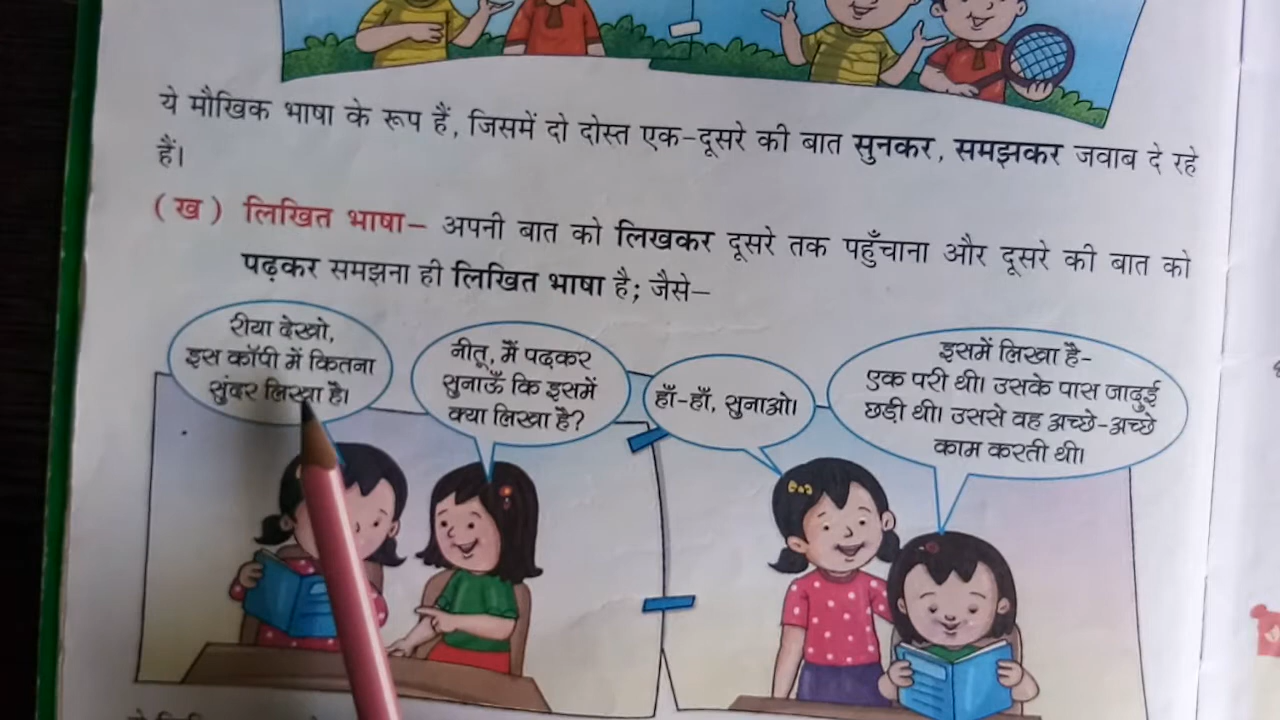 ये मौखिक भाषा के रूप हैं, जिसमें दो दोस्त एक-दूसरे की बात सुनकर, समझकर जवाब दे रहे
हैं।
(ख) लिखित भाषा– अपनी बात को लिखकर दूसरे तक पहुँचाना और दूसरे की बात को
पढ़कर समझना ही लिखित भाषा है; जैसे–
रीया देखो,
इस कॉपी में कितना
सुंदर लिखा है।
नीतू, मैं पढ़कर
सुनाऊँ कि इसमें
क्या लिखा है?
हाँ-हाँ, सुनाओ।
इसमें लिखा है-
एक परी थी। उसके पास जादुई
छड़ी थी। उससे वह अच्छे-अच्छे
काम करती थी।